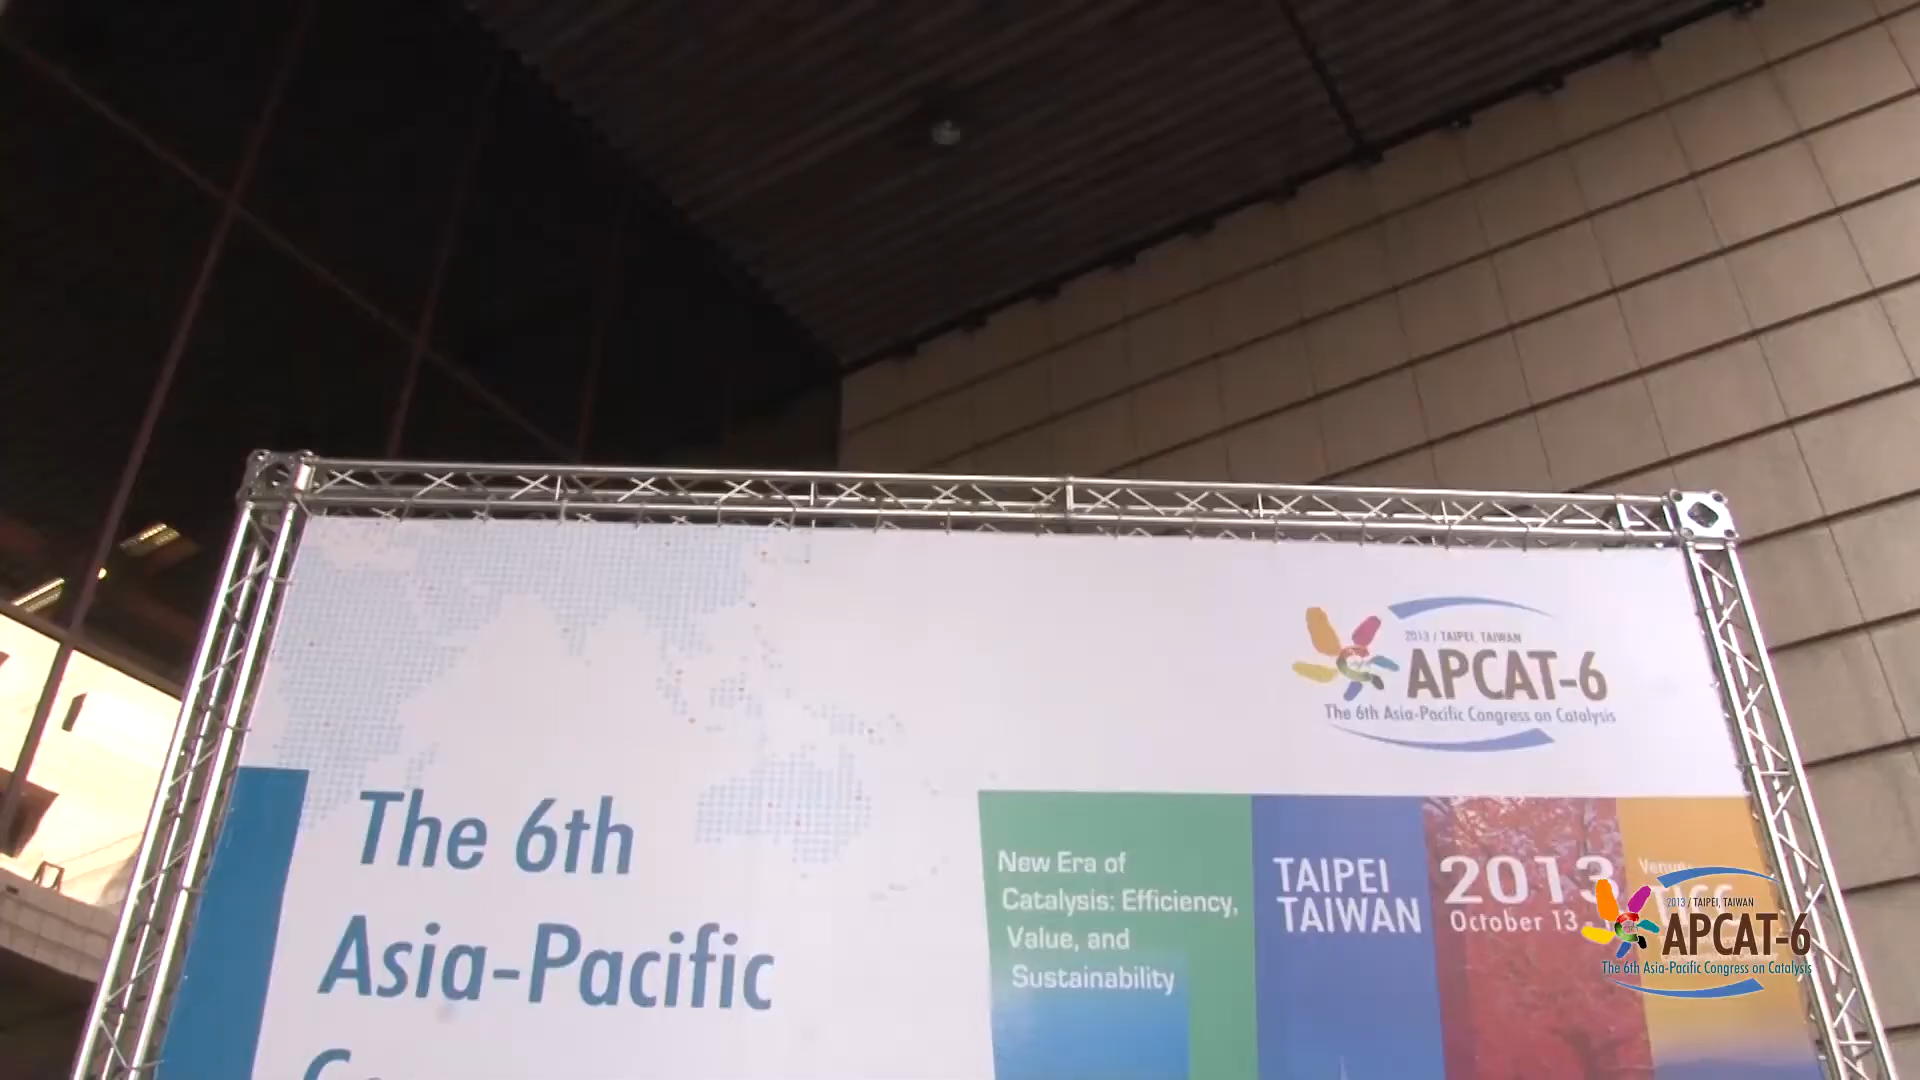 2013 / TAIPEI, TAIWAN
APCAT-6
The 6th Asia-Pacific Congress on Catalysis
The 6th
Asia-Pacific
New Era of
Catalysis: Efficiency,
Value, and
Sustainability
TAIPEI
TAIWAN
2013
October 13
2013 / TAIPEI, TAIWAN
APCAT-6
The 6th Asia-Pacific Congress on Catalysis